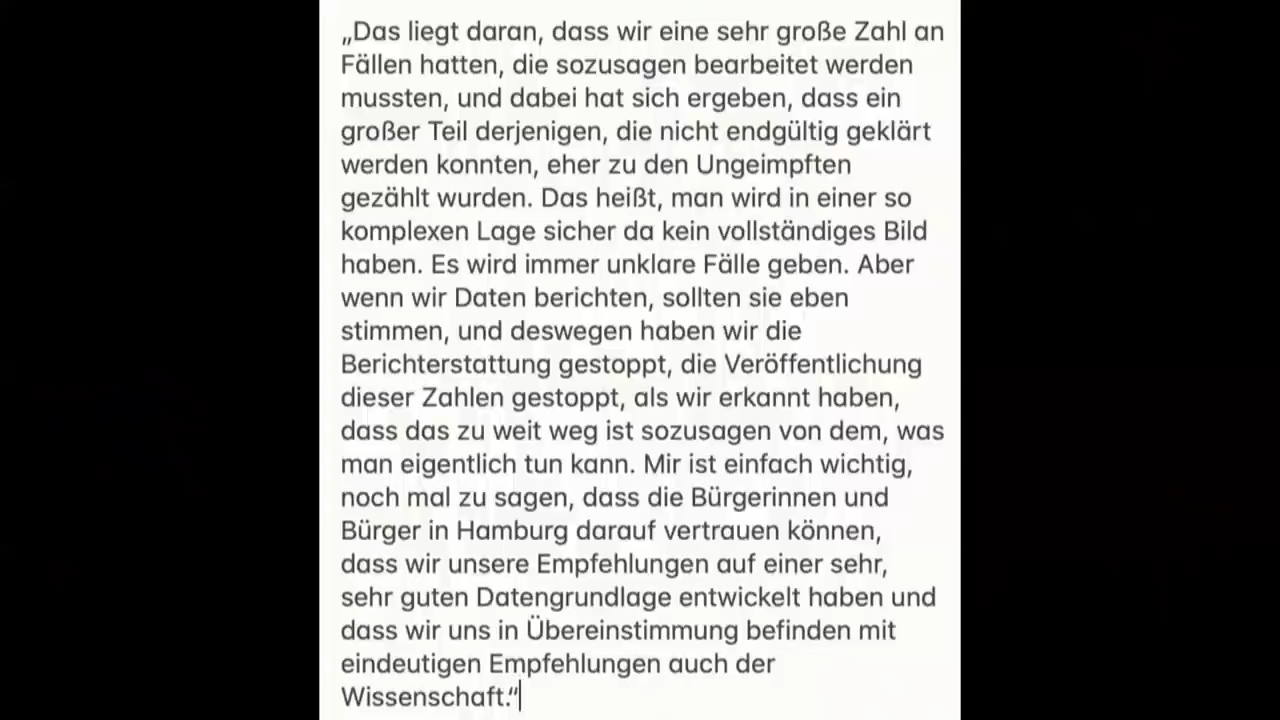 „Das liegt daran, dass wir eine sehr große Zahl an
Fällen hatten, die sozusagen bearbeitet werden
mussten, und dabei hat sich ergeben, dass ein
großer Teil derjenigen, die nicht endgültig geklärt
werden konnten, eher zu den Ungeimpften
gezählt wurden. Das heißt, man wird in einer so
komplexen Lage sicher da kein vollständiges Bild
haben. Es wird immer unklare Fälle geben. Aber
wenn wir Daten berichten, sollten sie eben
stimmen, und deswegen haben wir die
Berichterstattung gestoppt, die Veröffentlichung
dieser Zahlen gestoppt, als wir erkannt haben,
dass das zu weit weg ist sozusagen von dem, was
man eigentlich tun kann. Mir ist einfach wichtig,
noch mal zu sagen, dass die Bürgerinnen und
Bürger in Hamburg darauf vertrauen können,
dass wir unsere Empfehlungen auf einer sehr,
sehr guten Datengrundlage entwickelt haben und
dass wir uns in Übereinstimmung befinden mit
eindeutigen Empfehlungen auch der
Wissenschaft.“